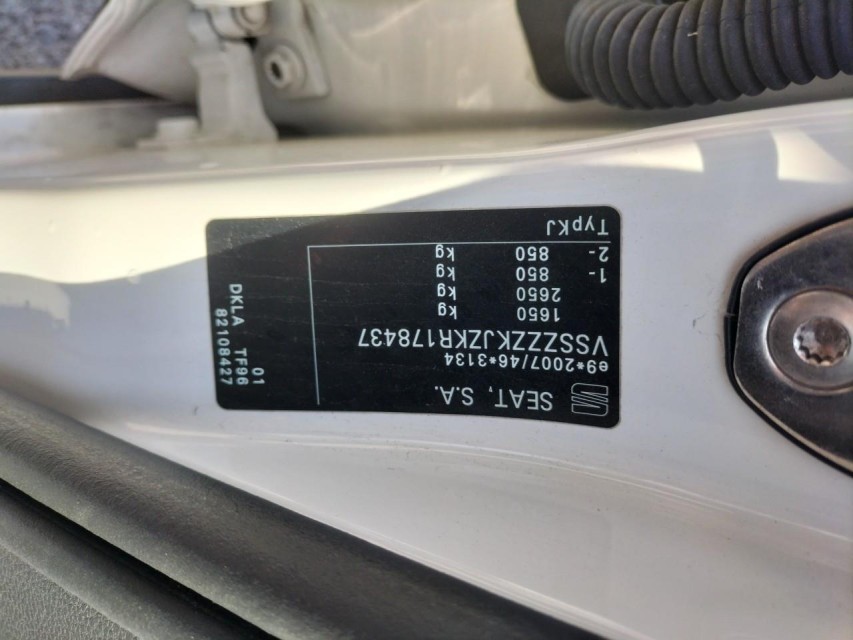 SEAT, S.A.
e9*2007/46*3134
VSSZZZKJZKR178437
1650 kg
2650 kg
1- 850 kg
2- 850 kg
TypKJ
01
DKLA TF96
82108427